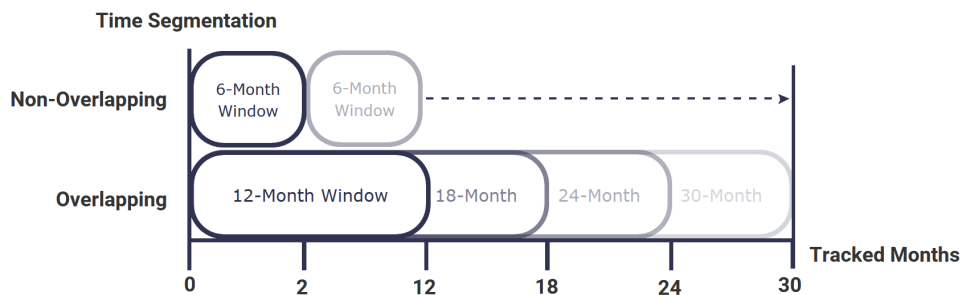 Time Segmentation
Non-Overlapping
6-Month
Window
6-Month
Window
Overlapping
12-Month Window
18-Month
24-Month
30-Month
0
2
12
18
24
30
Tracked Months